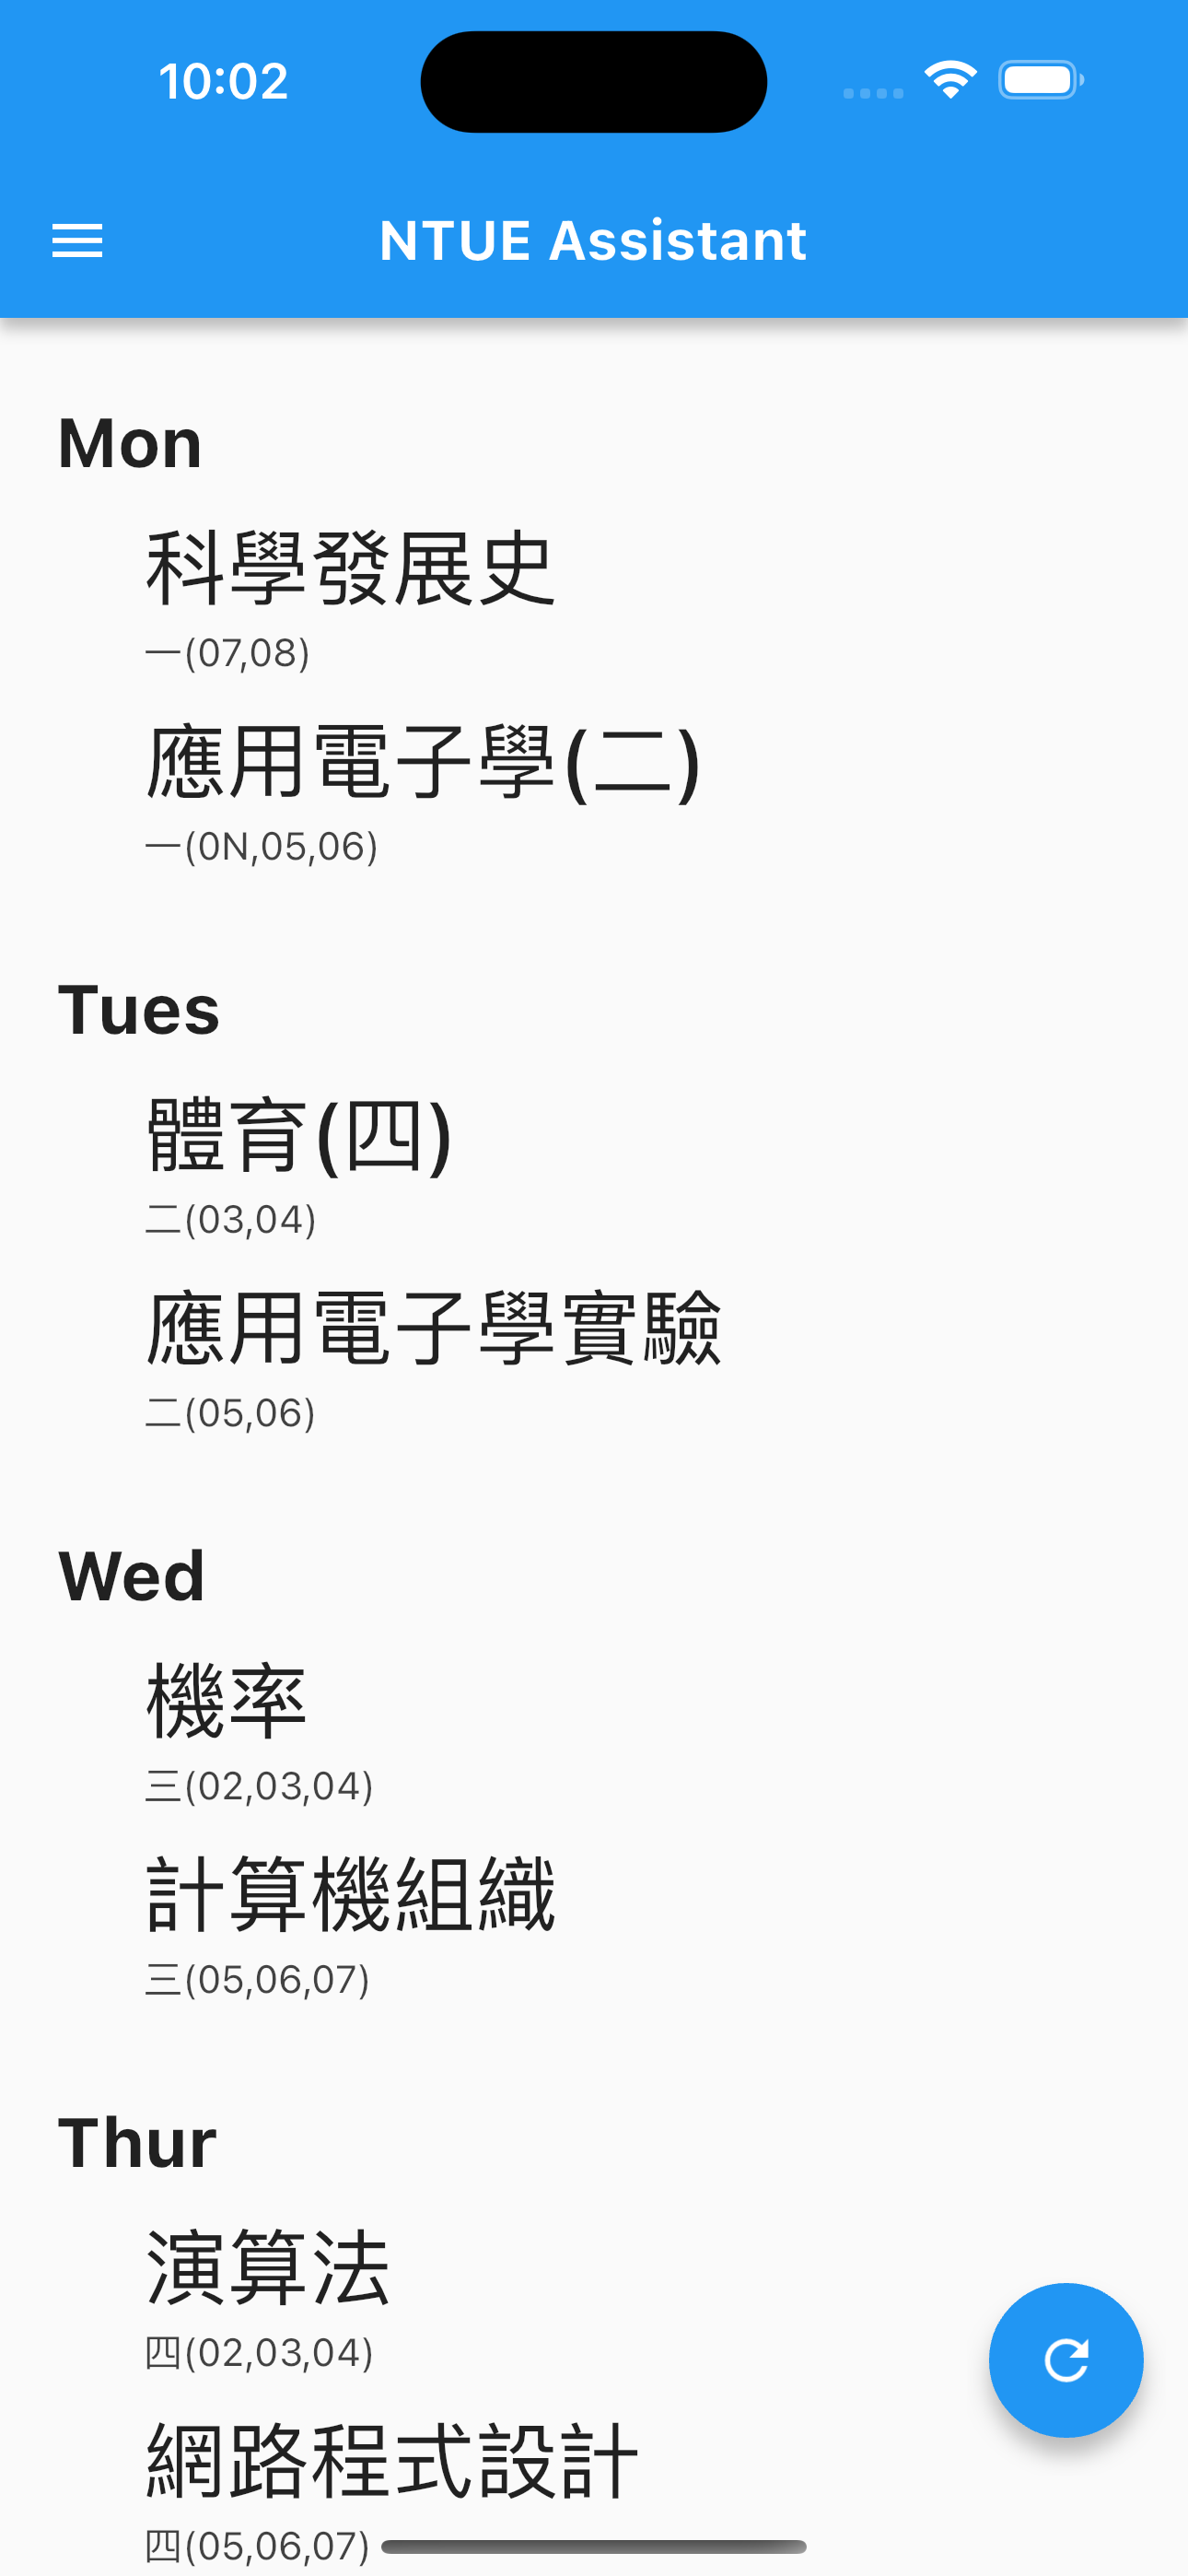 10:02
NTUE Assistant
Mon
科學發展史
一(07,08)
應用電子學(二)
一(0N,05,06)
Tues
體育(四)
二(03,04)
應用電子學實驗
二(05,06)
Wed
機率
三(02,03,04)
計算機組織
三(05,06,07)
Thur
演算法
四(02,03,04)
網路程式設計
四(05,06,07)